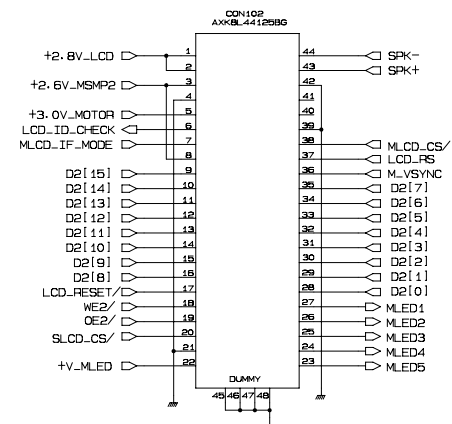 CON102
AXK8L44125BG
+2.8V_LCD 1 44 SPK-
2 43 SPK+
+2.6V_MSMP2 3 42
4 41
+3.0V_MOTOR 5 40
LCD_ID_CHECK 6 39
MLCD_IF_MODE 7 38 MLCD_CS/
8 37 LCD_RS
D2[15] 9 36 M_VSYNC
D2[14] 10 35 D2[7]
D2[13] 11 34 D2[6]
D2[12] 12 33 D2[5]
D2[11] 13 32 D2[4]
D2[10] 14 31 D2[3]
D2[9] 15 30 D2[2]
D2[8] 16 29 D2[1]
LCD_RESET/ 17 28 D2[0]
WE2/ 18 27 MLED1
OE2/ 19 26 MLED2
SLCD_CS/ 20 25 MLED3
21 24 MLED4
+V_MLED 22 23 MLED5
DUMMY
45 46 47 48